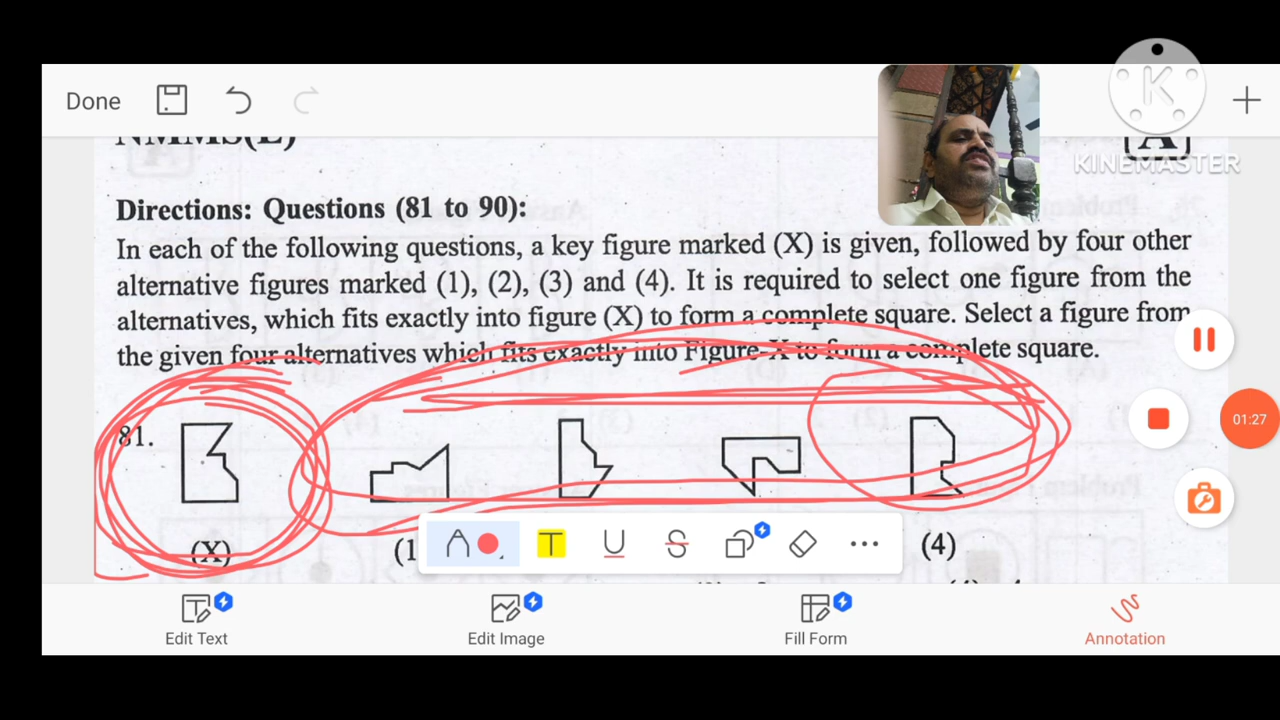 Done
KINEMASTER
Directions: Questions (81 to 90):
In each of the following questions, a key figure marked (X) is given, followed by four other
alternative figures marked (1), (2), (3) and (4). It is required to select one figure from the
alternatives, which fits exactly into figure (X) to form a complete square. Select a figure from
the given four alternatives which fits exactly into Figure-X to form a complete square.
81.
(X) (1 (4)
01:27
Edit Text Edit Image Fill Form Annotation